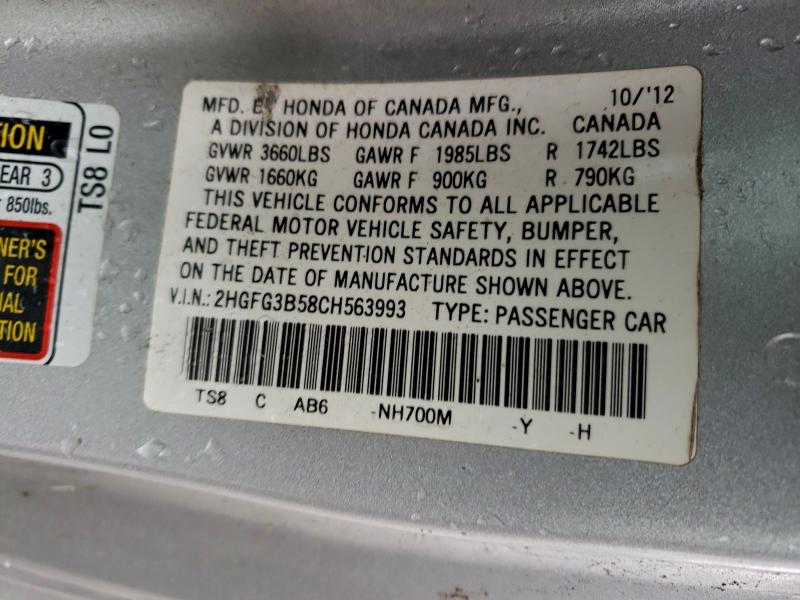 TION
EAR 3
850lbs.
NER'S
FOR
TION
TS8 L0
MFD. BY HONDA OF CANADA MFG., 10/'12
A DIVISION OF HONDA CANADA INC. CANADA
GVWR 3660LBS GAWR F 1985LBS R 1742LBS
GVWR 1660KG GAWR F 900KG R 790KG
THIS VEHICLE CONFORMS TO ALL APPLICABLE
FEDERAL MOTOR VEHICLE SAFETY, BUMPER,
AND THEFT PREVENTION STANDARDS IN EFFECT
ON THE DATE OF MANUFACTURE SHOWN ABOVE.
V.I.N.: 2HGFG3B58CH563993 TYPE: PASSENGER CAR
TS8 C AB6 -NH700M -Y -H